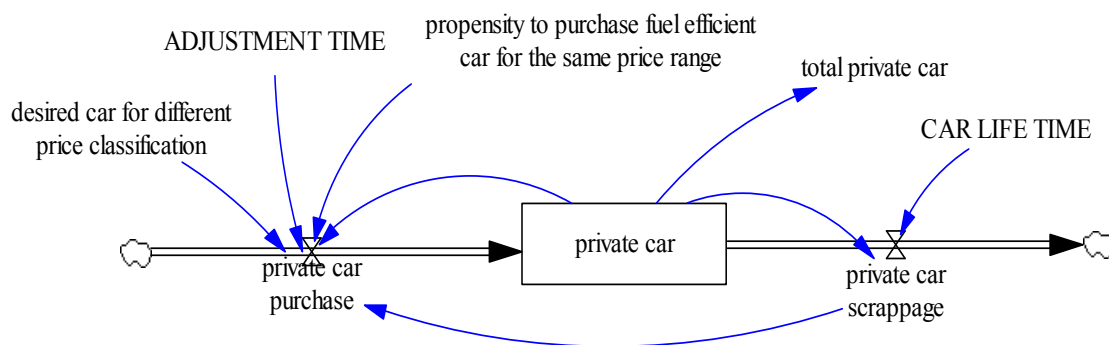 ADJUSTMENT TIME
propensity to purchase fuel efficient
car for the same price range
total private car
desired car for different
price classification
CAR LIFE TIME
private car
private car
purchase
private car
scrappage